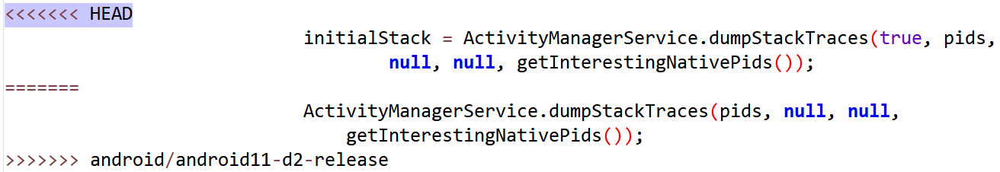 <<<<<<< HEAD
initialStack = ActivityManagerService.dumpStackTraces(true, pids,
null, null, getInterestingNativePids());
=======
ActivityManagerService.dumpStackTraces(pids, null, null,
getInterestingNativePids());
>>>>>>> android/android11-d2-release